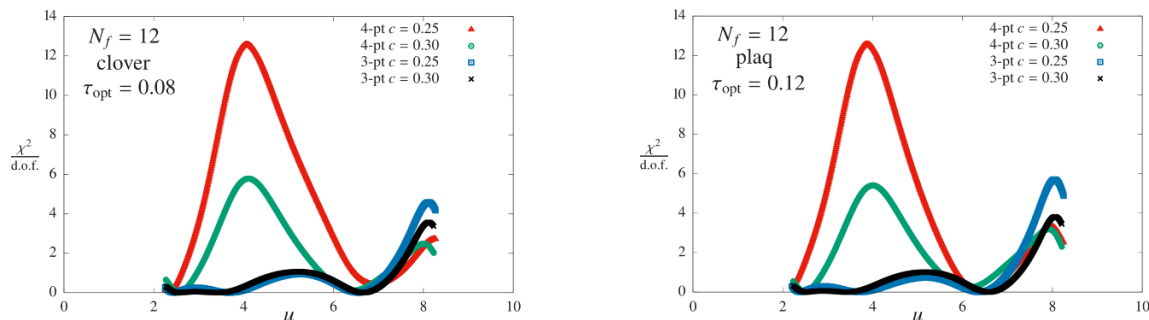 14
12
10
8
6
4
2
0
N_f = 12
clover
τ_opt = 0.08
4-pt c = 0.25
4-pt c = 0.30
3-pt c = 0.25
3-pt c = 0.30
χ²
d.o.f.
0 2 4 6 8 10
u
14
12
10
8
6
4
2
0
N_f = 12
plaq
τ_opt = 0.12
4-pt c = 0.25
4-pt c = 0.30
3-pt c = 0.25
3-pt c = 0.30
χ²
d.o.f.
0 2 4 6 8 10
u